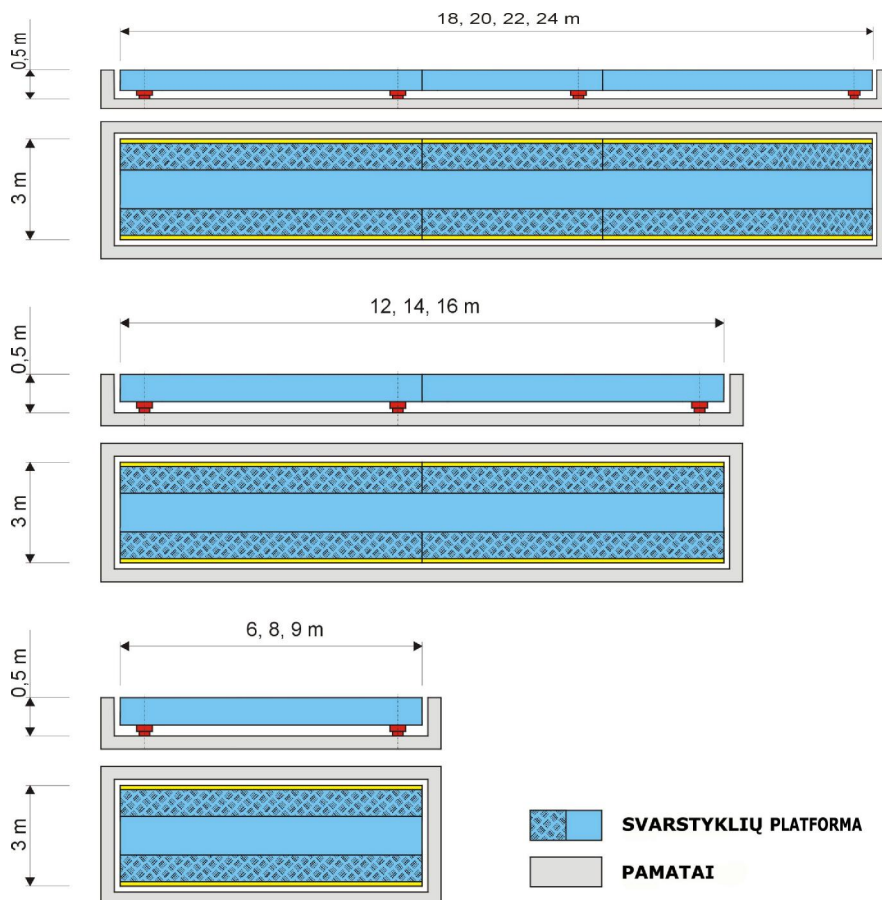 18, 20, 22, 24 m
0,5 m
3 m
12, 14, 16 m
0,5 m
3 m
6, 8, 9 m
0,5 m
3 m
SVARSTYKLIŲ PLATFORMA
PAMATAI